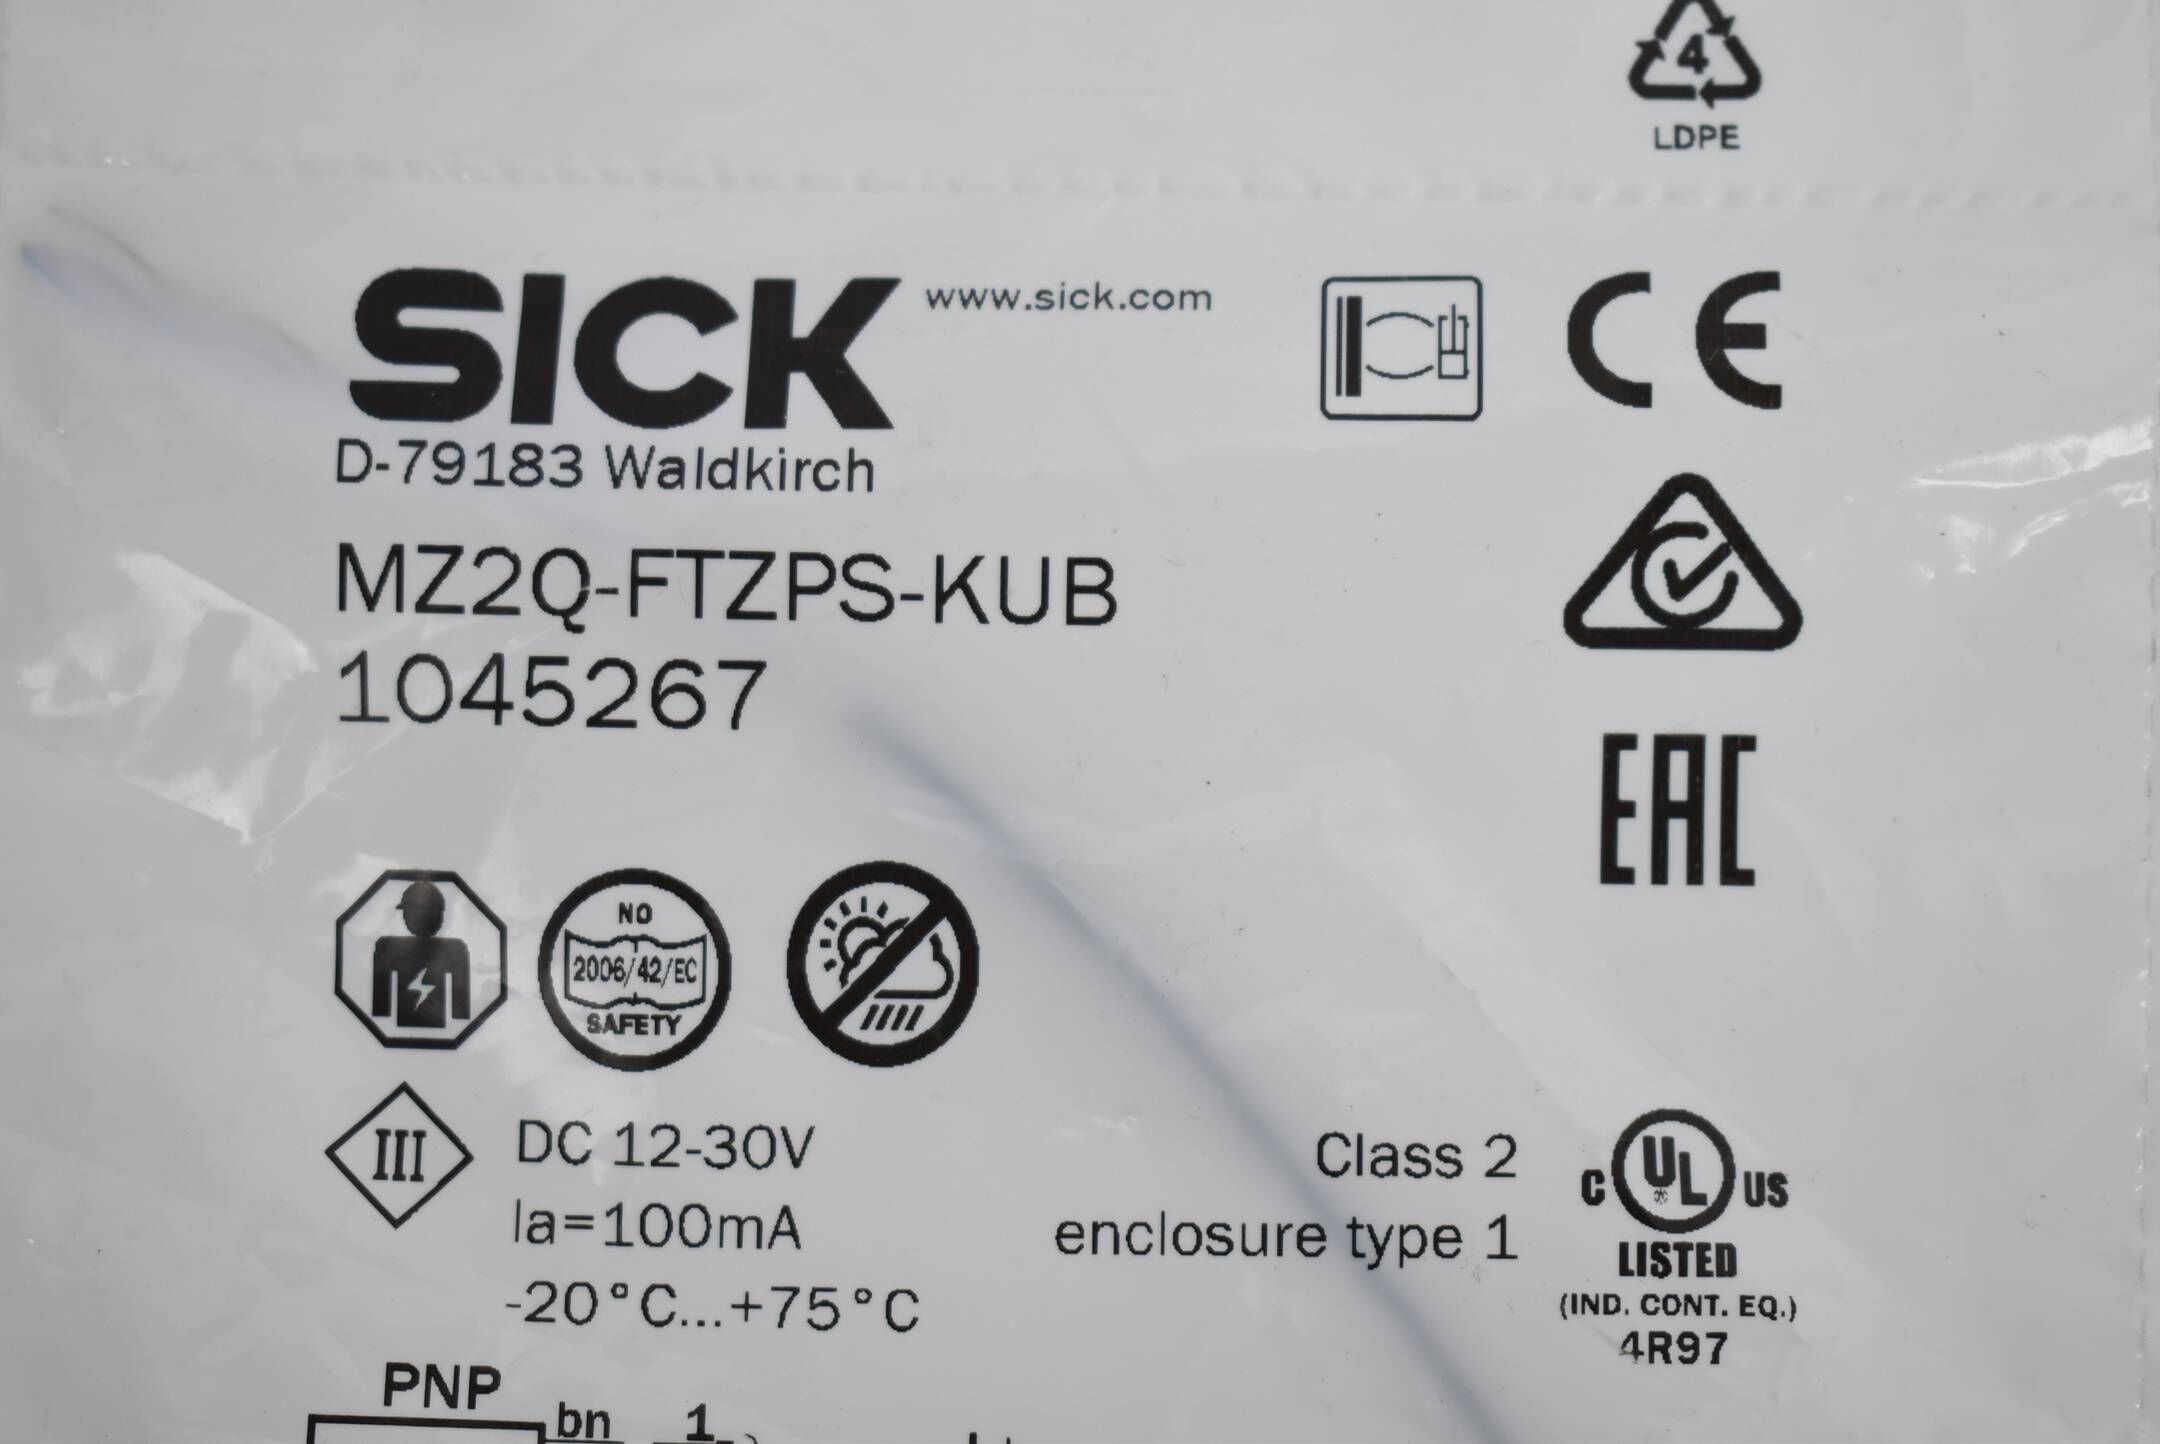 4
LDPE
SICK www.sick.com
CE
D-79183 Waldkirch
MZ2Q-FTZPS-KUB
1045267
EAC
NO
2006/42/EC
SAFETY
III
DC 12-30V
Ia=100mA
-20°C...+75°C
Class 2
enclosure type 1
C UL US
LISTED
(IND. CONT. EQ.)
4R97
PNP
bn 1